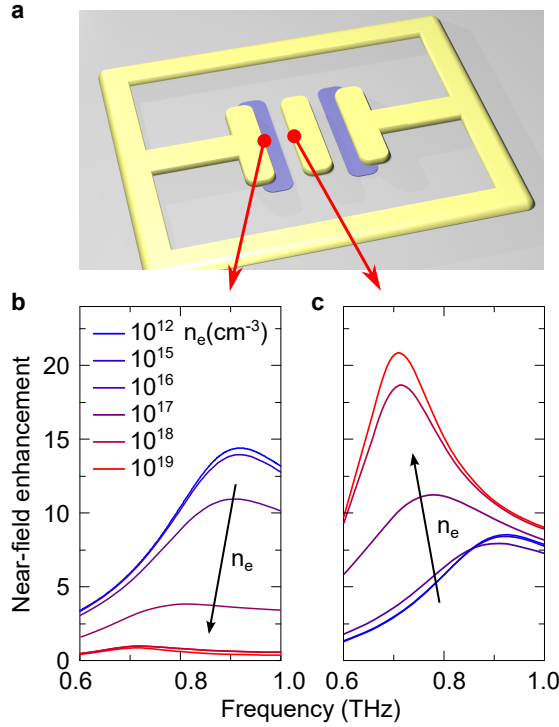 a
b
c
10¹² nₑ(cm⁻³)
10¹⁵
10¹⁶
10¹⁷
10¹⁸
10¹⁹
nₑ
nₑ
Near-field enhancement
20
15
10
5
0
0.6 0.8 1.0
0.6 0.8 1.0
Frequency (THz)